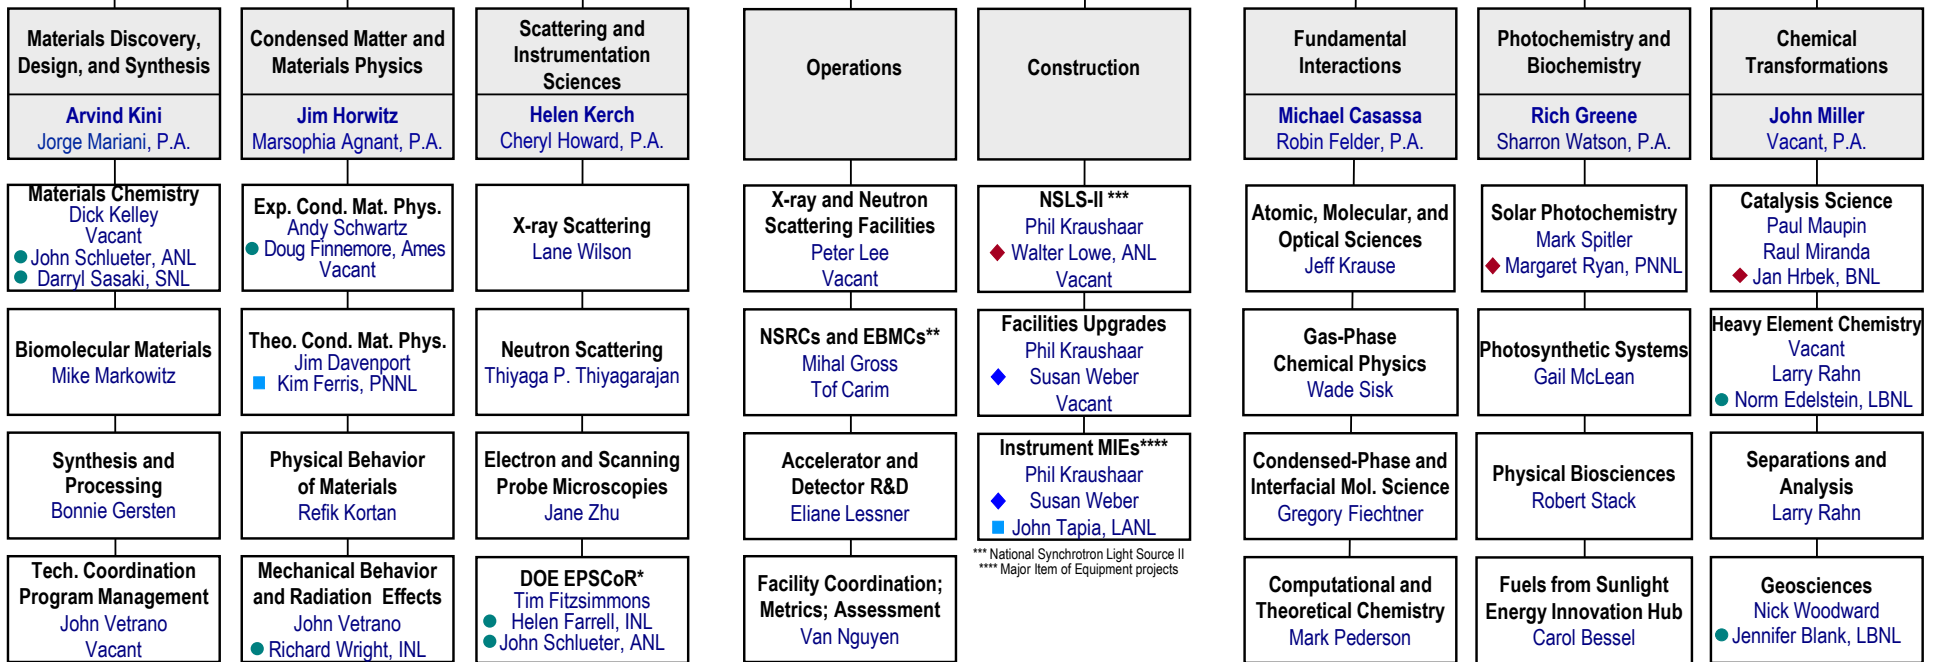 Materials Discovery,
Design, and Synthesis
Arvind Kini
Jorge Mariani, P.A.
Materials Chemistry
Dick Kelley
Vacant
John Schlueter, ANL
Darryl Sasaki, SNL
Biomolecular Materials
Mike Markowitz
Synthesis and
Processing
Bonnie Gersten
Tech. Coordination
Program Management
John Vetrano
Vacant
Condensed Matter and
Materials Physics
Jim Horwitz
Marsophia Agnant, P.A.
Exp. Cond. Mat. Phys.
Andy Schwartz
Doug Finnemore, Ames
Vacant
Theo. Cond. Mat. Phys.
Jim Davenport
Kim Ferris, PNNL
Physical Behavior
of Materials
Refik Kortan
Mechanical Behavior
and Radiation Effects
John Vetrano
Richard Wright, INL
Scattering and
Instrumentation
Sciences
Helen Kerch
Cheryl Howard, P.A.
X-ray Scattering
Lane Wilson
Neutron Scattering
Thiyaga P. Thiyagarajan
Electron and Scanning
Probe Microscopies
Jane Zhu
DOE EPSCoR*
Tim Fitzsimmons
Helen Farrell, INL
John Schlueter, ANL
Operations
X-ray and Neutron
Scattering Facilities
Peter Lee
Vacant
NSRCs and EBMCs**
Mihal Gross
Tof Carim
Accelerator and
Detector R&D
Eliane Lessner
Facility Coordination;
Metrics; Assessment
Van Nguyen
Construction
NSLS-II ***
Phil Kraushaar
Walter Lowe, ANL
Vacant
Facilities Upgrades
Phil Kraushaar
Susan Weber
Vacant
Instrument MIEs****
Phil Kraushaar
Susan Weber
John Tapia, LANL
*** National Synchrotron Light Source II
**** Major Item of Equipment projects
Fundamental
Interactions
Michael Casassa
Robin Felder, P.A.
Atomic, Molecular, and
Optical Sciences
Jeff Krause
Gas-Phase
Chemical Physics
Wade Sisk
Condensed-Phase and
Interfacial Mol. Science
Gregory Fiechtner
Computational and
Theoretical Chemistry
Mark Pederson
Photochemistry and
Biochemistry
Rich Greene
Sharron Watson, P.A.
Solar Photochemistry
Mark Spitler
Margaret Ryan, PNNL
Photosynthetic Systems
Gail McLean
Physical Biosciences
Robert Stack
Fuels from Sunlight
Energy Innovation Hub
Carol Bessel
Chemical
Transformations
John Miller
Vacant, P.A.
Catalysis Science
Paul Maupin
Raul Miranda
Jan Hrbek, BNL
Heavy Element Chemistry
Vacant
Larry Rahn
Norm Edelstein, LBNL
Separations and
Analysis
Larry Rahn
Geosciences
Nick Woodward
Jennifer Blank, LBNL